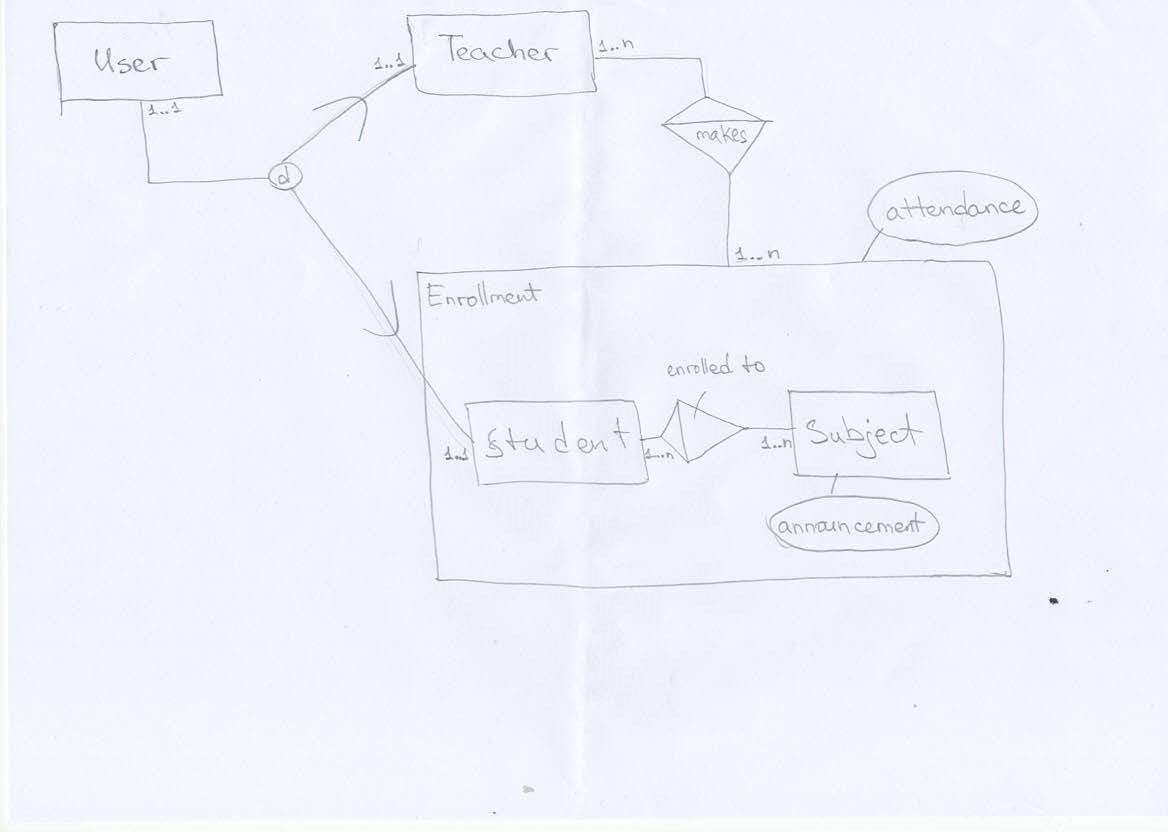 User
1..1
Teacher
1..1
1..n
d
makes
1..n
attendance
Enrollment
enrolled to
Student
1..1
1..n
1..n
Subject
announcement